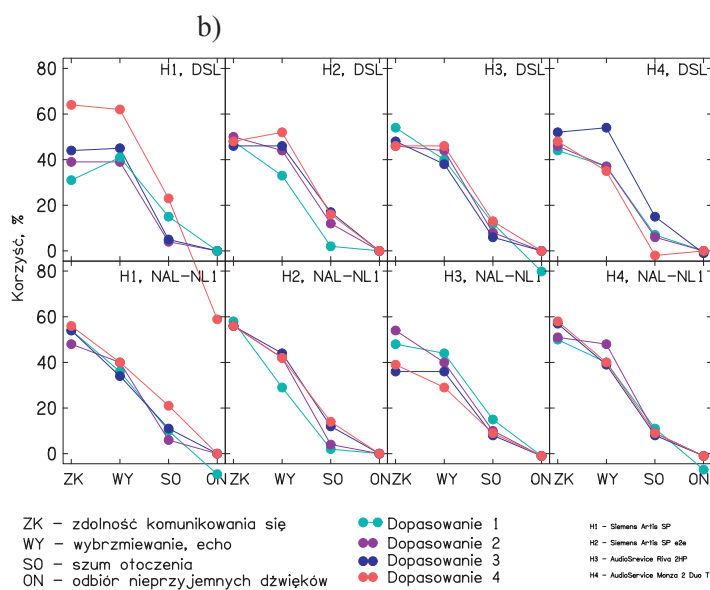 b)
80
60
40
20
0
H1, DSL
H2, DSL
H3, DSL
H4, DSL
Korzyść, %
80
60
40
20
0
H1, NAL-NL1
H2, NAL-NL1
H3, NAL-NL1
H4, NAL-NL1
ZK WY SO ON ZK WY SO ON ZK WY SO ON ZK WY SO ON
ZK – zdolność komunikowania się
WY – wybrzmiewanie, echo
SO – szum otoczenia
ON – odbiór nieprzyjemnych dźwięków
Dopasowanie 1
Dopasowanie 2
Dopasowanie 3
Dopasowanie 4
H1 – Siemens Artis SP
H2 – Siemens Artis SP e2e
H3 – AudioSrevice Riva 2HP
H4 – AudioService Monza 2 Duo T